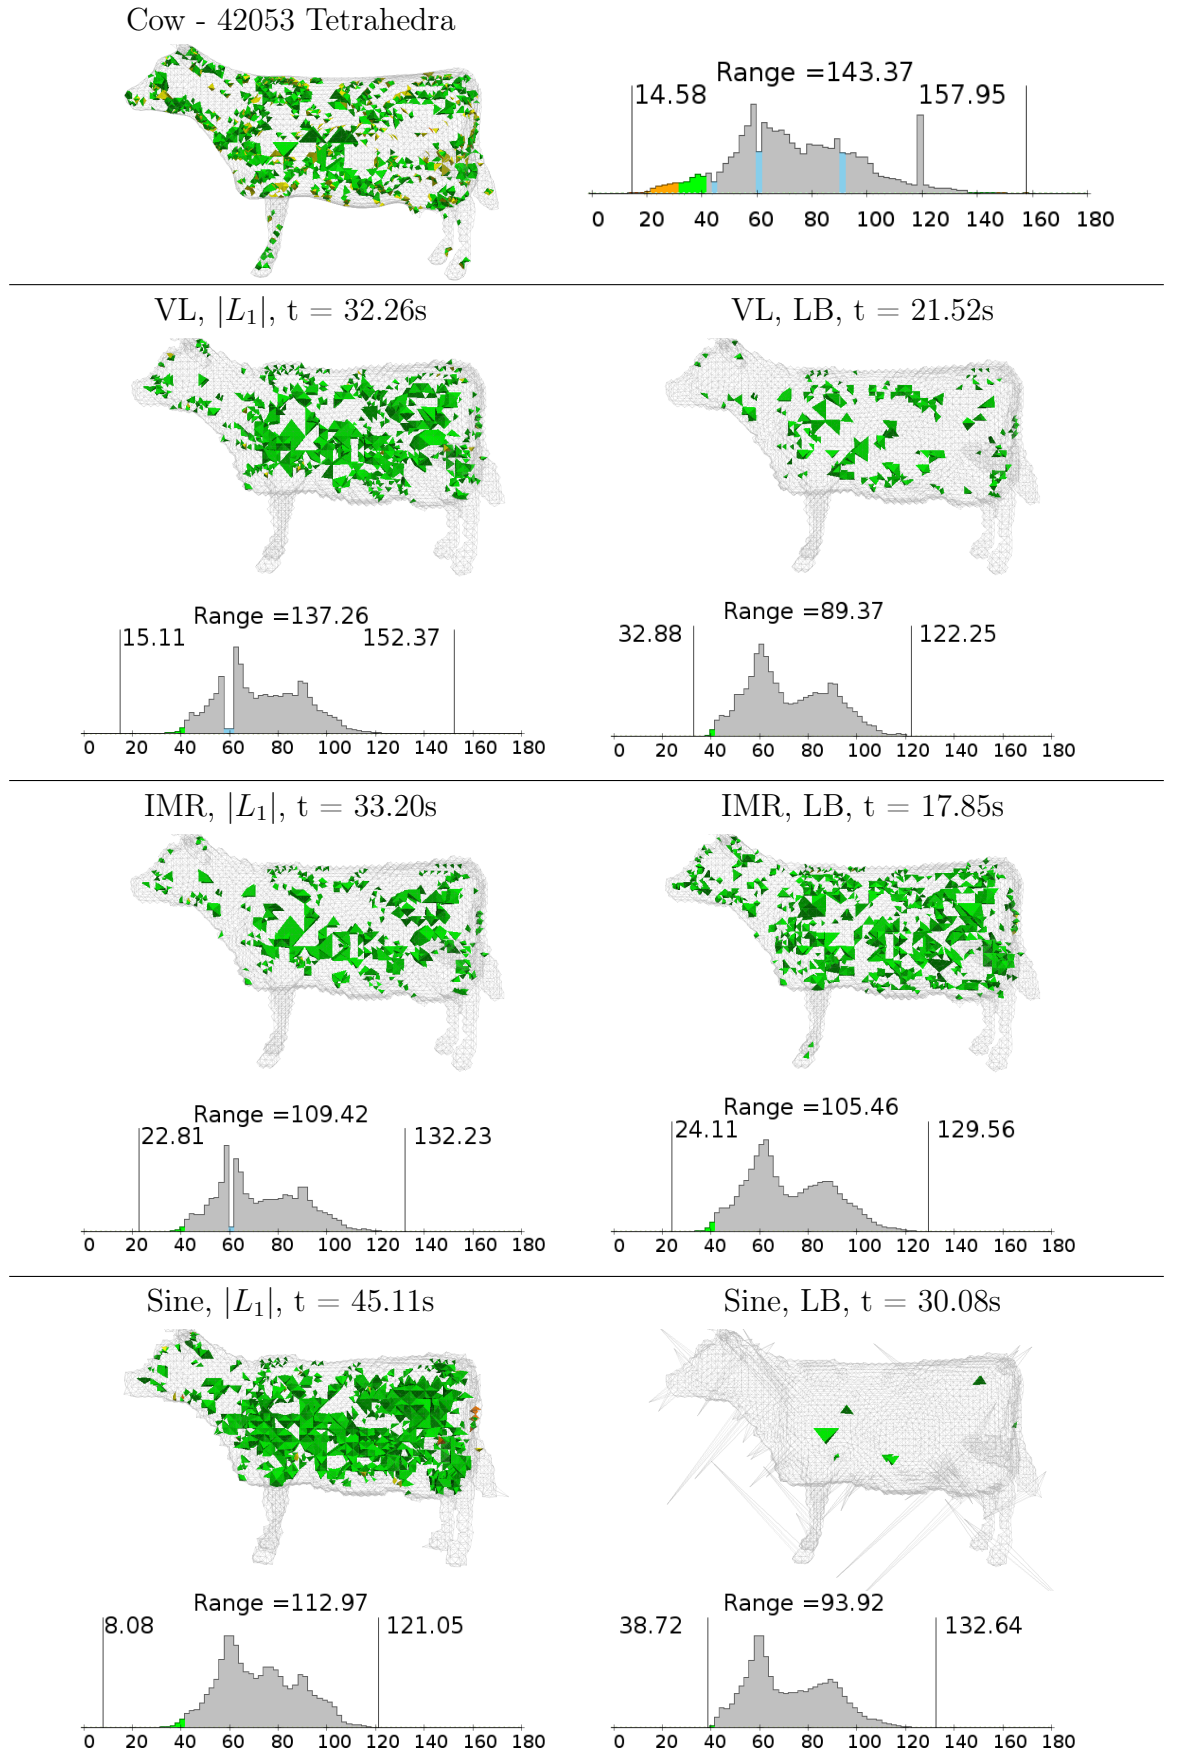 Cow - 42053 Tetrahedra
Range =143.37
14.58 157.95
0 20 40 60 80 100 120 140 160 180
VL, |L₁|, t = 32.26s
VL, LB, t = 21.52s
Range =137.26
15.11 152.37
0 20 40 60 80 100 120 140 160 180
Range =89.37
32.88 122.25
0 20 40 60 80 100 120 140 160 180
IMR, |L₁|, t = 33.20s
IMR, LB, t = 17.85s
Range =109.42
22.81 132.23
0 20 40 60 80 100 120 140 160 180
Range =105.46
24.11 129.56
0 20 40 60 80 100 120 140 160 180
Sine, |L₁|, t = 45.11s
Sine, LB, t = 30.08s
Range =112.97
8.08 121.05
0 20 40 60 80 100 120 140 160 180
Range =93.92
38.72 132.64
0 20 40 60 80 100 120 140 160 180